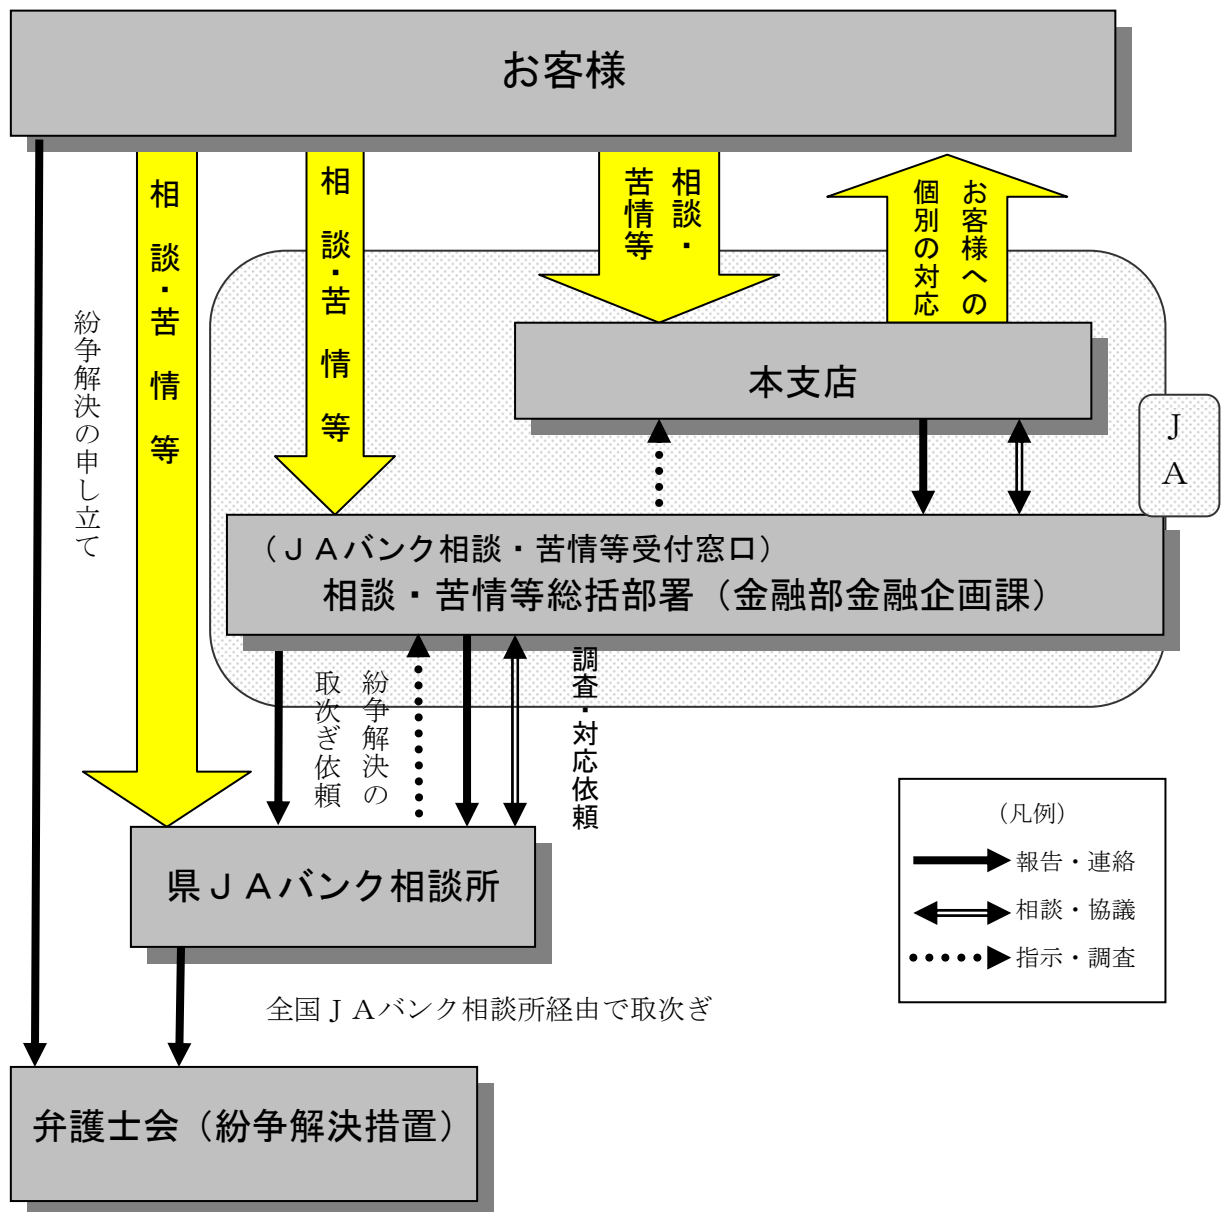 お客様
相談・苦情等
相談・苦情等
相談・
苦情等
お客様への
個別の対応
紛争解決の申し立て
本支店
ＪＡ
（ＪＡバンク相談・苦情等受付窓口）
相談・苦情等総括部署（金融部金融企画課）
紛争解決の
取次ぎ依頼
調査・対応依頼
県ＪＡバンク相談所
（凡例）
報告・連絡
相談・協議
指示・調査
全国ＪＡバンク相談所経由で取次ぎ
弁護士会（紛争解決措置）